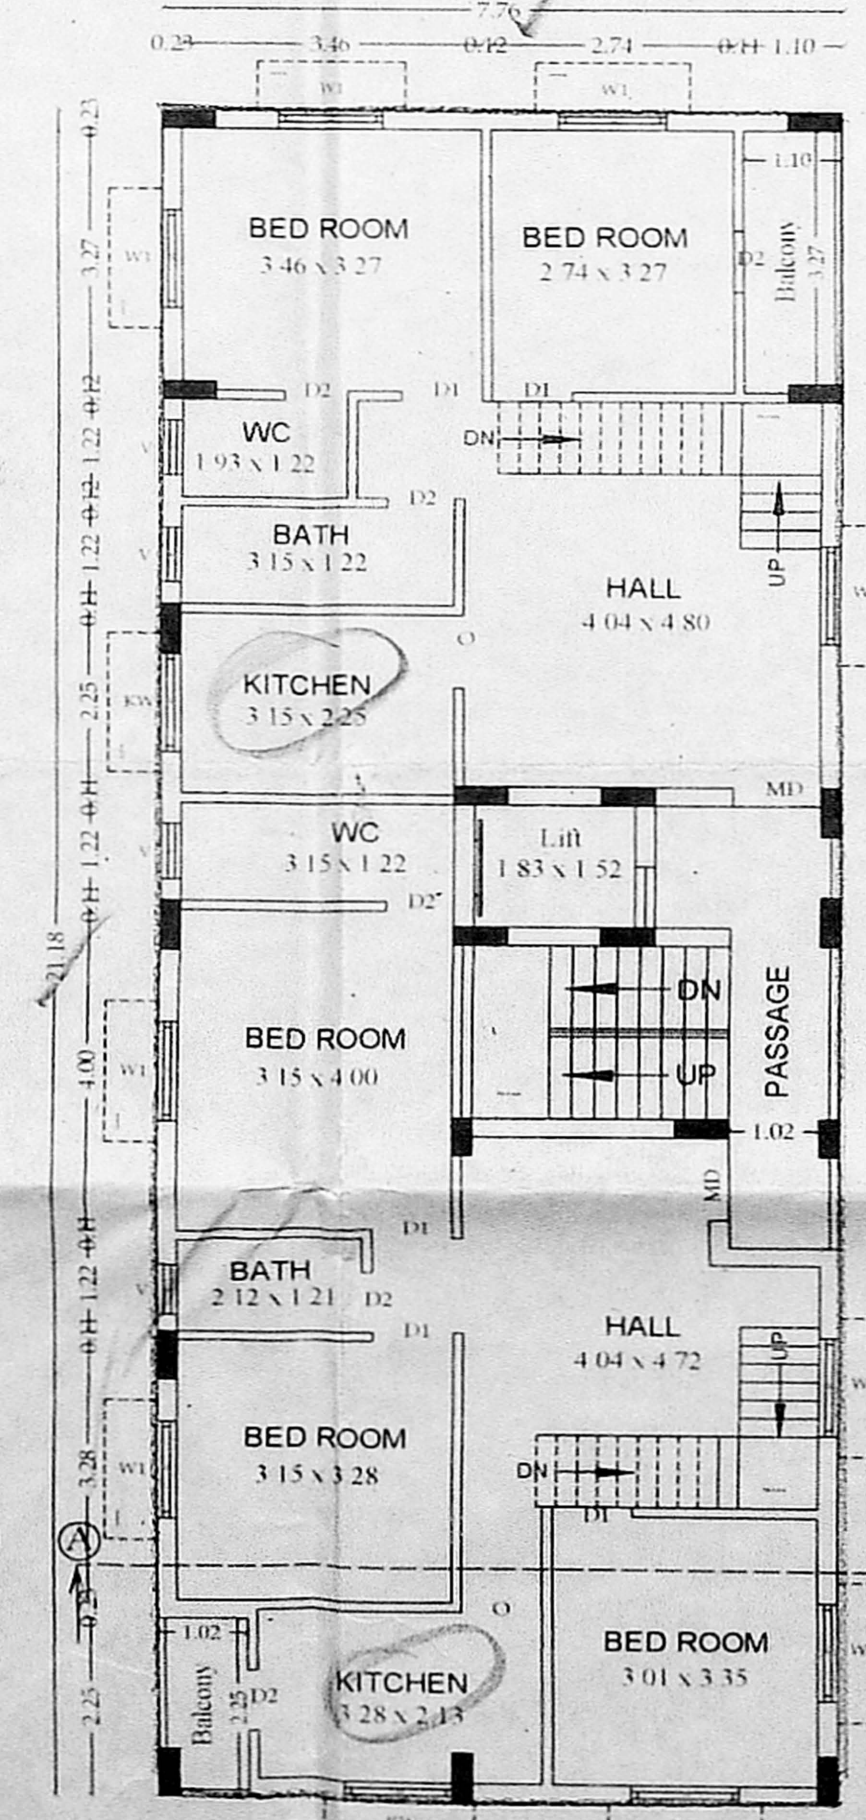 7.76
0.23 3.46 0.12 2.74 0.11 1.10
W1 W1
0.23
1.10
BED ROOM
3.46 x 3.27
BED ROOM
2.74 x 3.27
D2
Balcony
3.27
W1
3.27
0.12
D2 D1 D1
WC
1.93 x 1.22
V
1.22
DN
0.12
D2
BATH
3.15 x 1.22
V
1.22
UP
HALL
4.04 x 4.80
W
0.11
O
KITCHEN
3.15 x 2.25
KW
2.25
0.11
MD
WC
3.15 x 1.22
V
1.22
Lift
1.83 x 1.52
0.11
D2
21.18
DN
PASSAGE
BED ROOM
3.15 x 4.00
W1
4.00
UP
1.02
MD
D1
0.11
BATH
2.12 x 1.21
V
1.22
D2
0.11
D1
HALL
4.04 x 4.72
UP
W
BED ROOM
3.15 x 3.28
W1
3.28
DN
D1
A
0.23
O
1.02
BED ROOM
3.01 x 3.35
W
KITCHEN
3.28 x 2.13
D2
Balcony
2.25
2.25